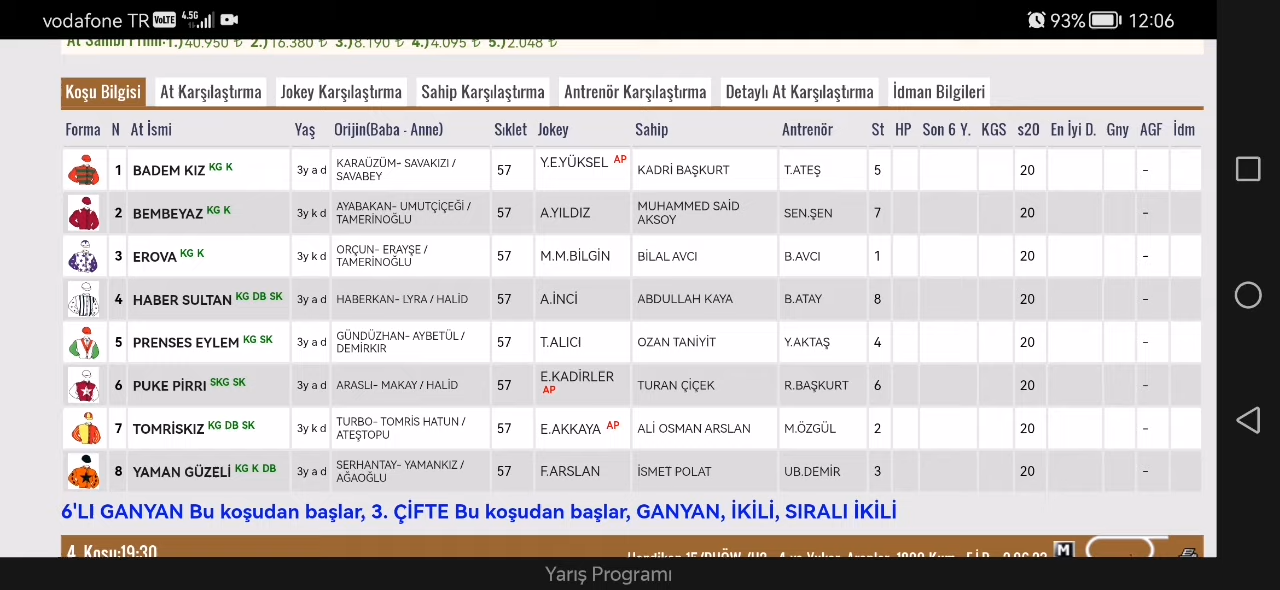 vodafone TR VoLTE 4.5G 93% 12:06
At Sahibi Primi:1.)40.950 ₺ 2.)16.380 ₺ 3.)8.190 ₺ 4.)4.095 ₺ 5.)2.048 ₺
Koşu Bilgisi At Karşılaştırma Jokey Karşılaştırma Sahip Karşılaştırma Antrenör Karşılaştırma Detaylı At Karşılaştırma İdman Bilgileri
Forma N At İsmi Yaş Orijin(Baba - Anne) Sıklet Jokey Sahip Antrenör St HP Son 6 Y. KGS s20 En İyi D. Gny AGF İdm
1 BADEM KIZ KG K 3y a d KARAÜZÜM- SAVAKIZI / SAVABEY 57 Y.E.YÜKSEL AP KADRİ BAŞKURT T.ATEŞ 5 20 -
2 BEMBEYAZ KG K 3y k d AYABAKAN- UMUTÇİÇEĞİ / TAMERİNOĞLU 57 A.YILDIZ MUHAMMED SAİD AKSOY SEN.ŞEN 7 20 -
3 EROVA KG K 3y k d ORÇUN- ERAYŞE / TAMERİNOĞLU 57 M.M.BİLGİN BİLAL AVCI B.AVCI 1 20 -
4 HABER SULTAN KG DB SK 3y a d HABERKAN- LYRA / HALİD 57 A.İNCİ ABDULLAH KAYA B.ATAY 8 20 -
5 PRENSES EYLEM KG SK 3y a d GÜNDÜZHAN- AYBETÜL / DEMİRKIR 57 T.ALICI OZAN TANİYİT Y.AKTAŞ 4 20 -
6 PUKE PİRRI SKG SK 3y a d ARASLI- MAKAY / HALİD 57 E.KADİRLER AP TURAN ÇİÇEK R.BAŞKURT 6 20 -
7 TOMRİSKIZ KG DB SK 3y k d TURBO- TOMRİS HATUN / ATEŞTOPU 57 E.AKKAYA AP ALİ OSMAN ARSLAN M.ÖZGÜL 2 20 -
8 YAMAN GÜZELİ KG K DB 3y a d SERHANTAY- YAMANKIZ / AĞAOĞLU 57 F.ARSLAN İSMET POLAT UB.DEMİR 3 20 -
6'LI GANYAN Bu koşudan başlar, 3. ÇİFTE Bu koşudan başlar, GANYAN, İKİLİ, SIRALI İKİLİ
4. Koşu:19:30 M
Yarış Programı